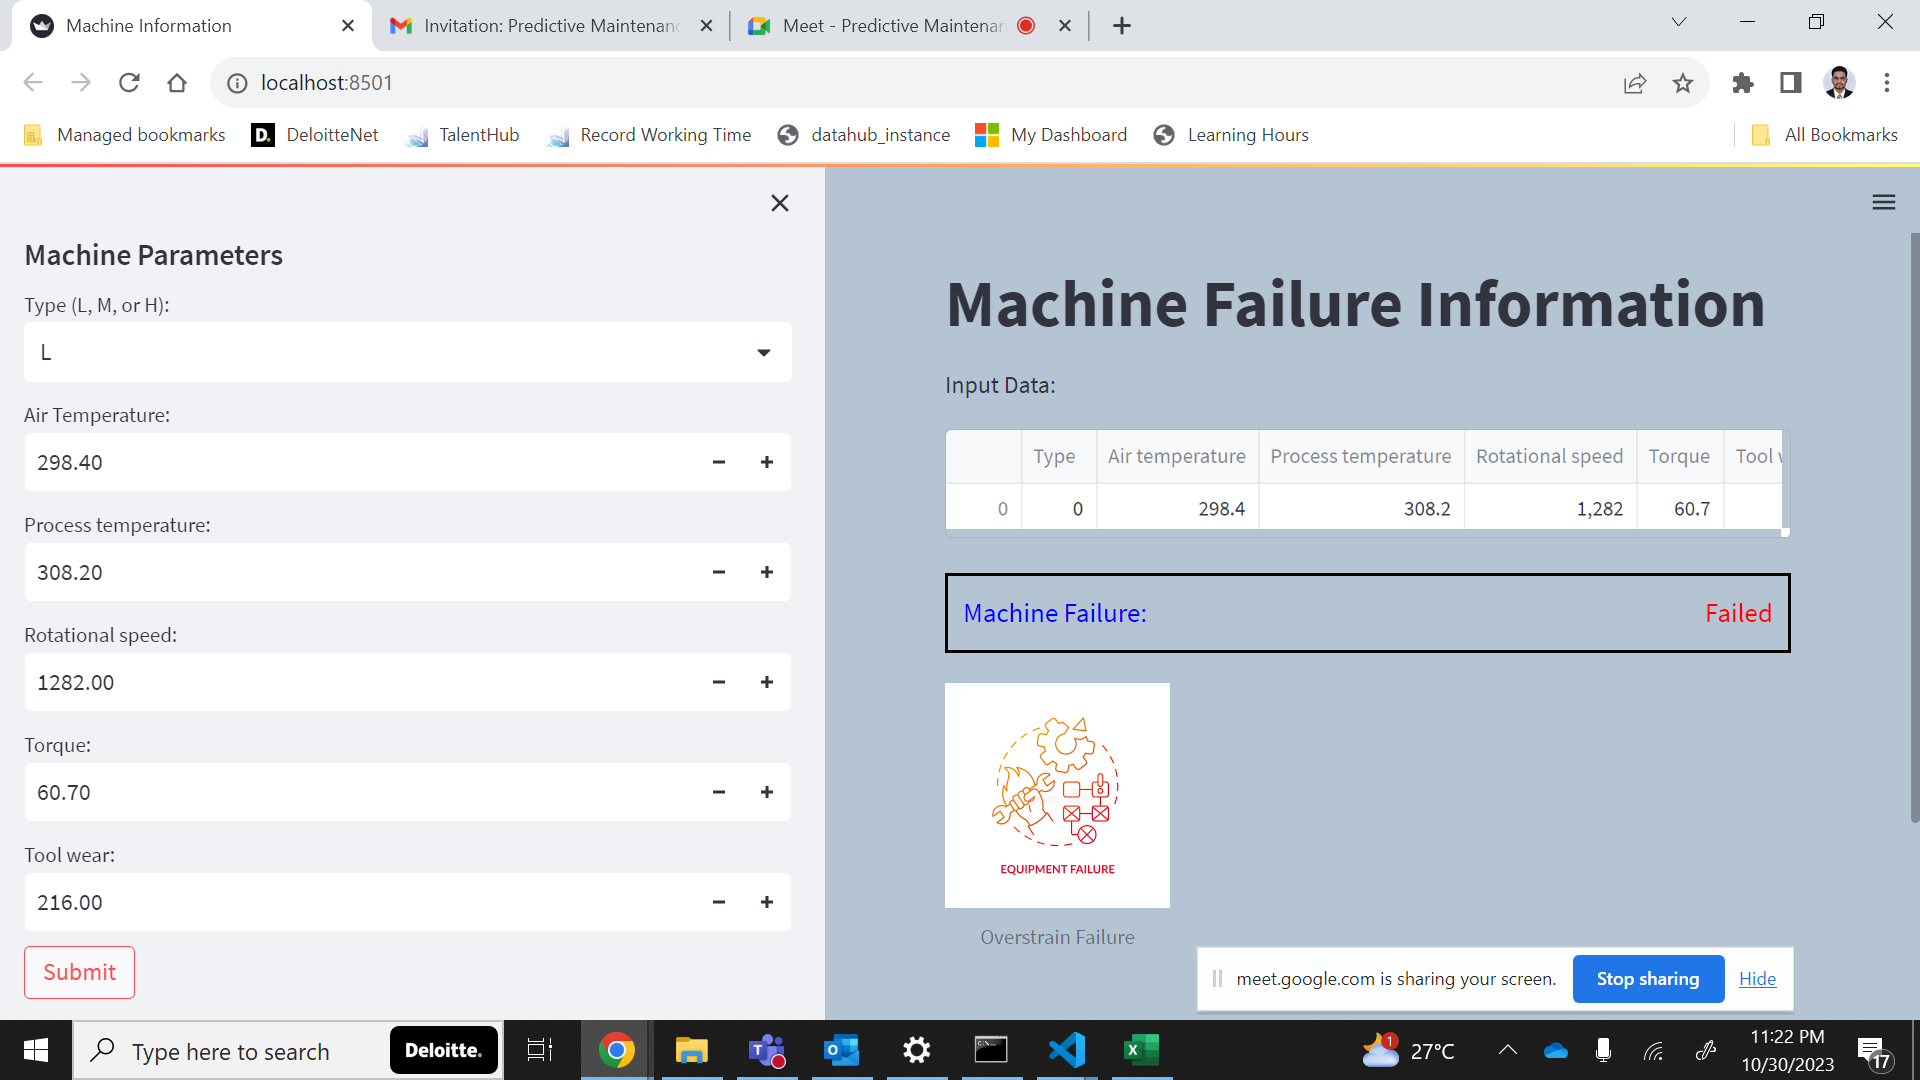 Machine Information
Invitation: Predictive Maintenanc
Meet - Predictive Maintenan
localhost:8501
Managed bookmarks
D. DeloitteNet
TalentHub
Record Working Time
datahub_instance
My Dashboard
Learning Hours
All Bookmarks
Machine Parameters
Type (L, M, or H):
L
Air Temperature:
298.40
Process temperature:
308.20
Rotational speed:
1282.00
Torque:
60.70
Tool wear:
216.00
Submit
Machine Failure Information
Input Data:
Type Air temperature Process temperature Rotational speed Torque Tool w
0 0 298.4 308.2 1,282 60.7
Machine Failure: Failed
EQUIPMENT FAILURE
Overstrain Failure
meet.google.com is sharing your screen. Stop sharing Hide
Type here to search
Deloitte.
1
27°C
11:22 PM
10/30/2023
17